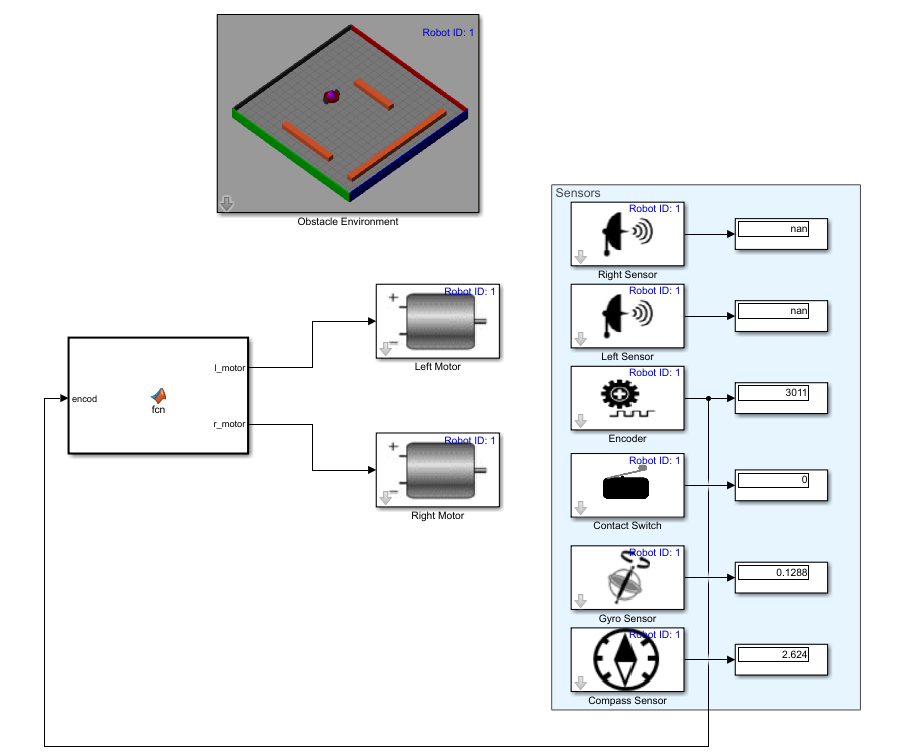 Robot ID: 1
Obstacle Environment
Sensors
Robot ID: 1
nan
Right Sensor
Robot ID: 1
nan
Left Sensor
Robot ID: 1
3011
Encoder
Robot ID: 1
0
Contact Switch
Robot ID: 1
0.1288
Gyro Sensor
Robot ID: 1
2.624
Compass Sensor
encod
fcn
l_motor
r_motor
Robot ID: 1
Left Motor
Robot ID: 1
Right Motor